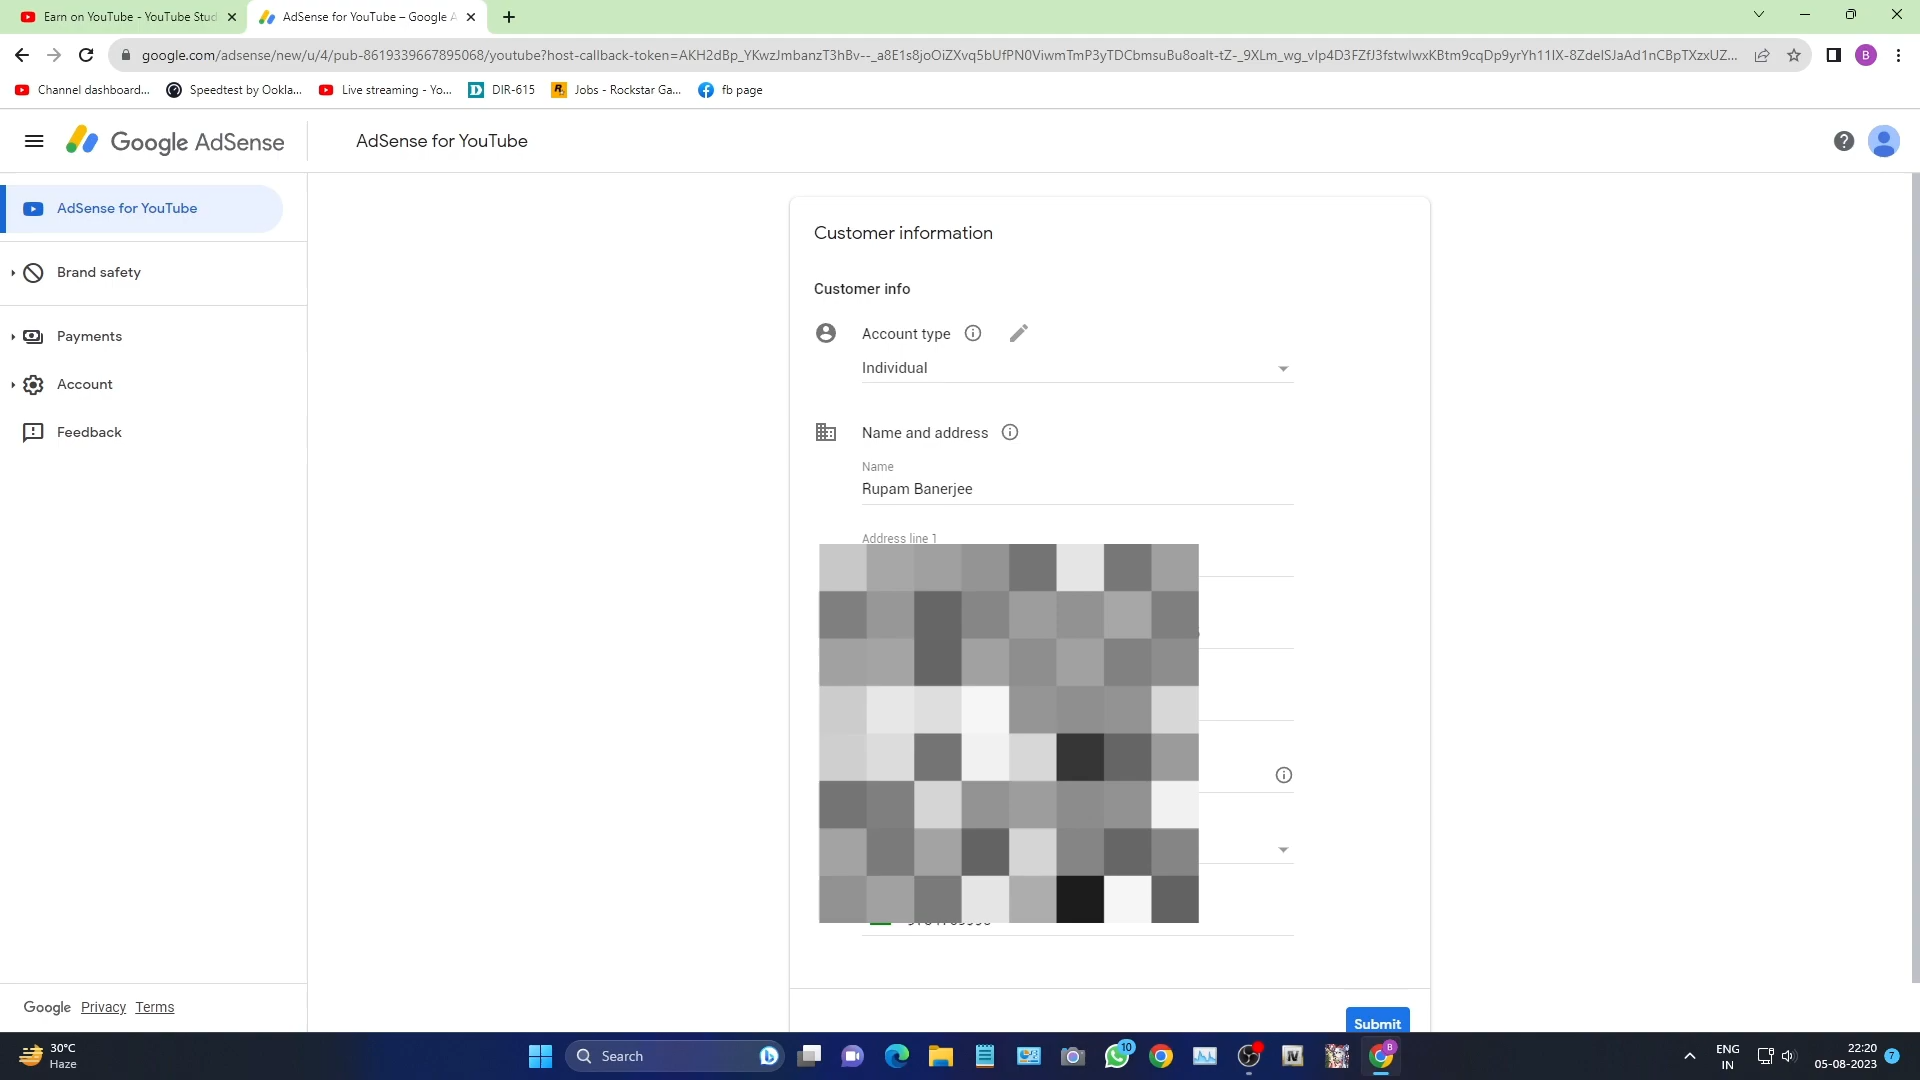 Earn on YouTube - YouTube Stud
AdSense for YouTube – Google A
google.com/adsense/new/u/4/pub-8619339667895068/youtube?host-callback-token=AKH2dBp_YKwzJmbanzT3hBv--_a8E1s8joOiZXvq5bUfPN0ViwmTmP3yTDCbmsuBu8oalt-tZ-_9XLm_wg_vlp4D3FZfJ3fstwlwxKBtm9cqDp9yrYh11lX-8ZdeISJaAd1nCBpTXzxUZ...
B
Channel dashboard...
Speedtest by Ookla...
Live streaming - Yo...
DIR-615
Jobs - Rockstar Ga...
fb page
Google AdSense
AdSense for YouTube
AdSense for YouTube
Brand safety
Payments
Account
Feedback
Customer information
Customer info
Account type
Individual
Name and address
Name
Rupam Banerjee
Address line 1
Submit
Google Privacy Terms
30°C
Haze
Search
10
B
ENG
IN
22:20
05-08-2023
7